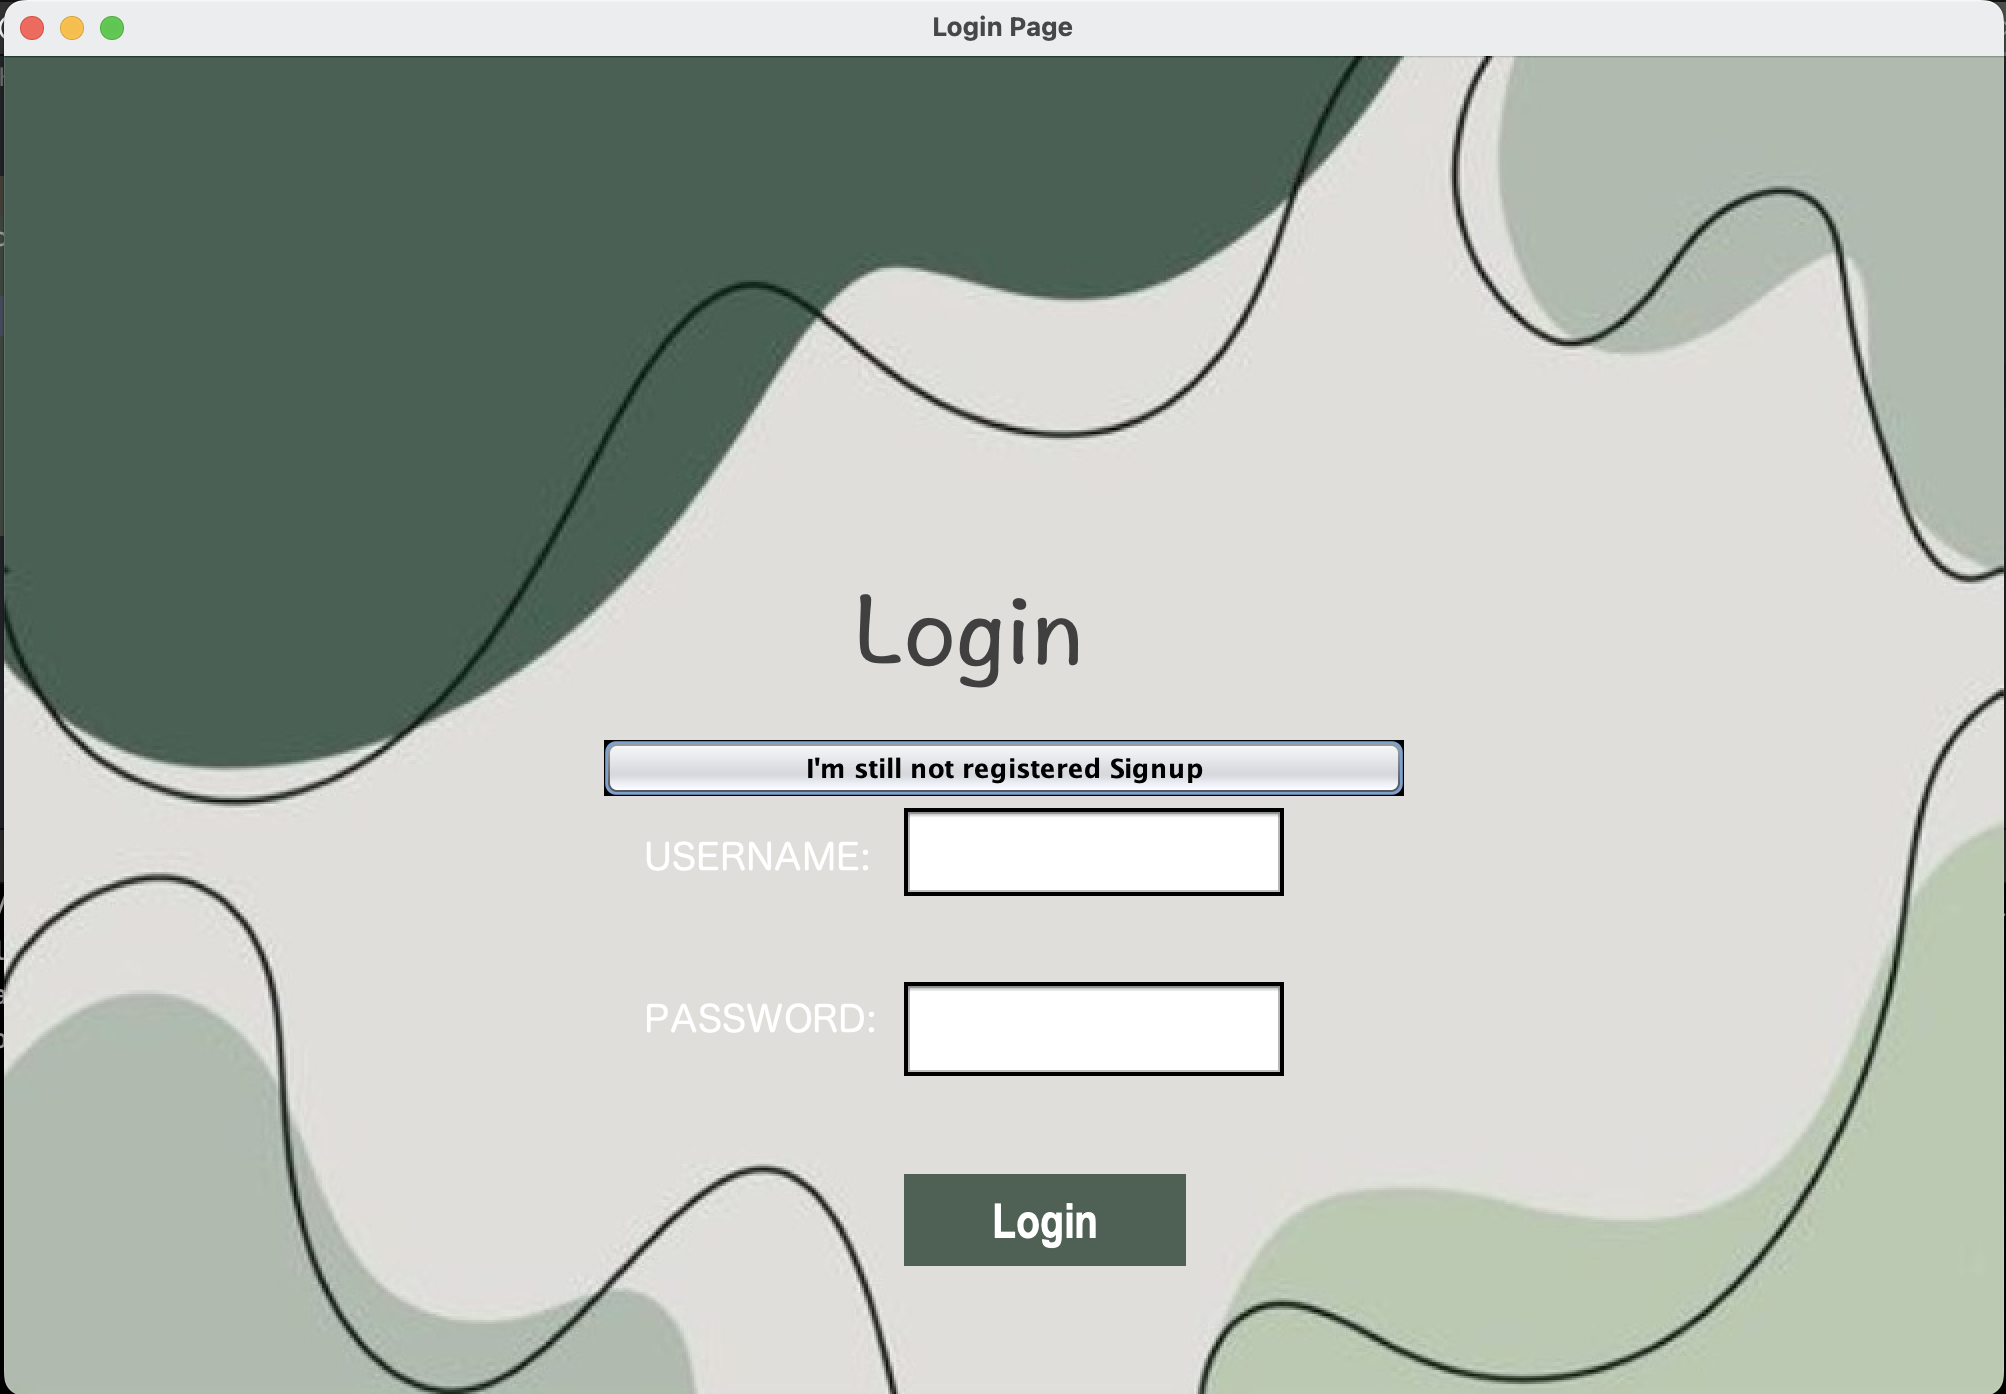 Login Page
Login
I'm still not registered Signup
USERNAME:
PASSWORD:
Login